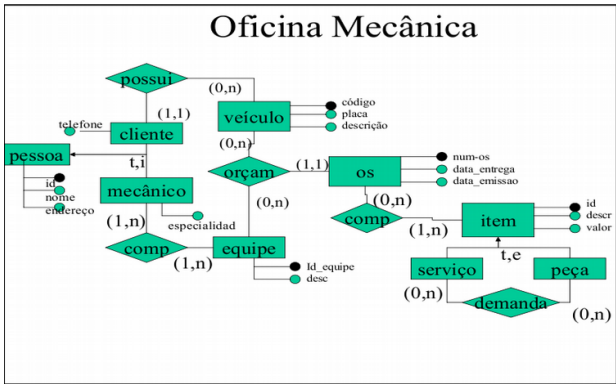 Oficina Mecânica
possui
(0,n)
(1,1)
telefone
cliente
veículo
código
placa
descrição
pessoa
t,i
(0,n)
id
nome
endereço
mecânico
orçam
(1,1)
os
num-os
data_entrega
data_emissao
(1,n)
especialidad
(0,n)
(0,n)
comp
(1,n)
item
id
descr
valor
comp
(1,n)
equipe
Id_equipe
desc
t,e
serviço
peça
(0,n)
demanda
(0,n)